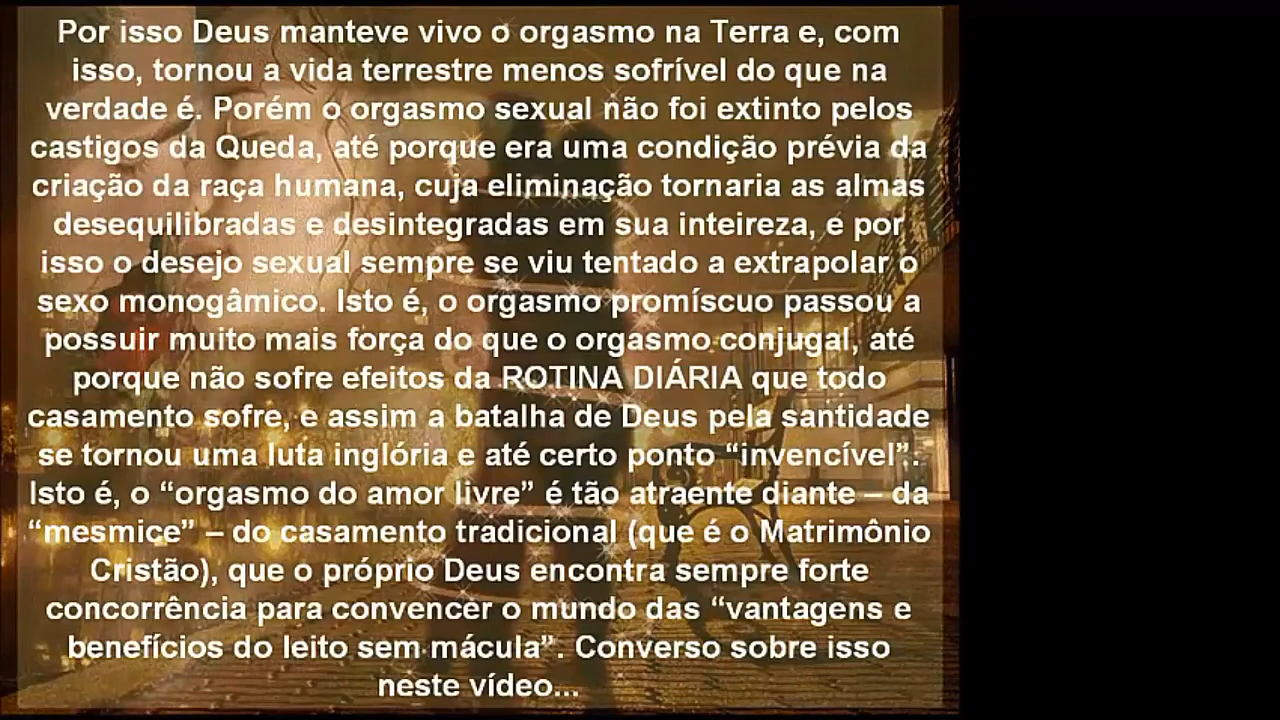 Por isso Deus manteve vivo o orgasmo na Terra e, com
isso, tornou a vida terrestre menos sofrível do que na
verdade é. Porém o orgasmo sexual não foi extinto pelos
castigos da Queda, até porque era uma condição prévia da
criação da raça humana, cuja eliminação tornaria as almas
desequilibradas e desintegradas em sua inteireza, e por
isso o desejo sexual sempre se viu tentado a extrapolar o
sexo monogâmico. Isto é, o orgasmo promíscuo passou a
possuir muito mais força do que o orgasmo conjugal, até
porque não sofre efeitos da ROTINA DIÁRIA que todo
casamento sofre, e assim a batalha de Deus pela santidade
se tornou uma luta inglória e até certo ponto “invencível”.
Isto é, o “orgasmo do amor livre” é tão atraente diante – da
“mesmice” – do casamento tradicional (que é o Matrimônio
Cristão), que o próprio Deus encontra sempre forte
concorrência para convencer o mundo das “vantagens e
benefícios do leito sem mácula”. Converso sobre isso
neste vídeo...